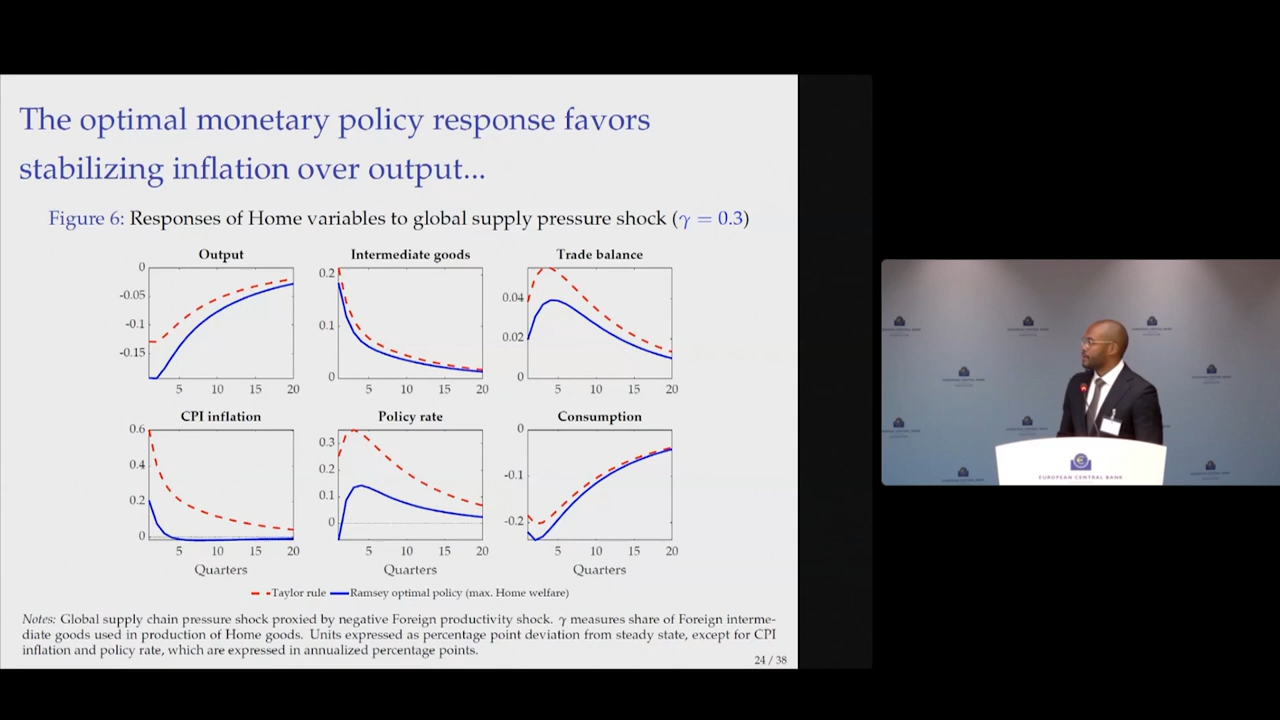 The optimal monetary policy response favors
stabilizing inflation over output...
Figure 6: Responses of Home variables to global supply pressure shock (γ = 0.3)
Output
Intermediate goods
Trade balance
0
-0.05
-0.1
-0.15
5 10 15 20
0.2
0.1
0
5 10 15 20
0.04
0.02
0
5 10 15 20
CPI inflation
Policy rate
Consumption
0.6
0.4
0.2
0
5 10 15 20
Quarters
0.3
0.2
0.1
0
5 10 15 20
Quarters
0
-0.1
-0.2
5 10 15 20
Quarters
Taylor rule Ramsey optimal policy (max. Home welfare)
Notes: Global supply chain pressure shock proxied by negative Foreign productivity shock. γ measures share of Foreign interme-
diate goods used in production of Home goods. Units expressed as percentage point deviation from steady state, except for CPI
inflation and policy rate, which are expressed in annualized percentage points.
24 / 38
EUROPEAN CENTRAL BANK